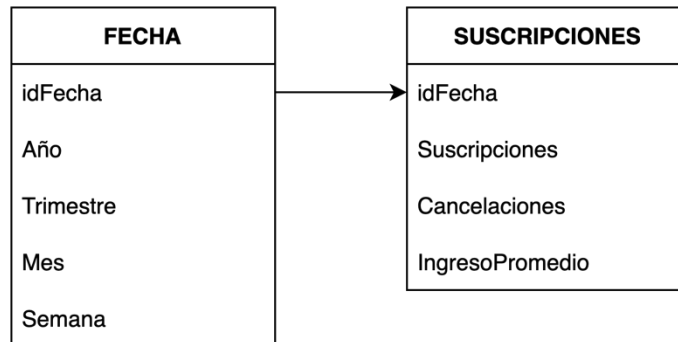 FECHA
idFecha
Año
Trimestre
Mes
Semana
SUSCRIPCIONES
idFecha
Suscripciones
Cancelaciones
IngresoPromedio